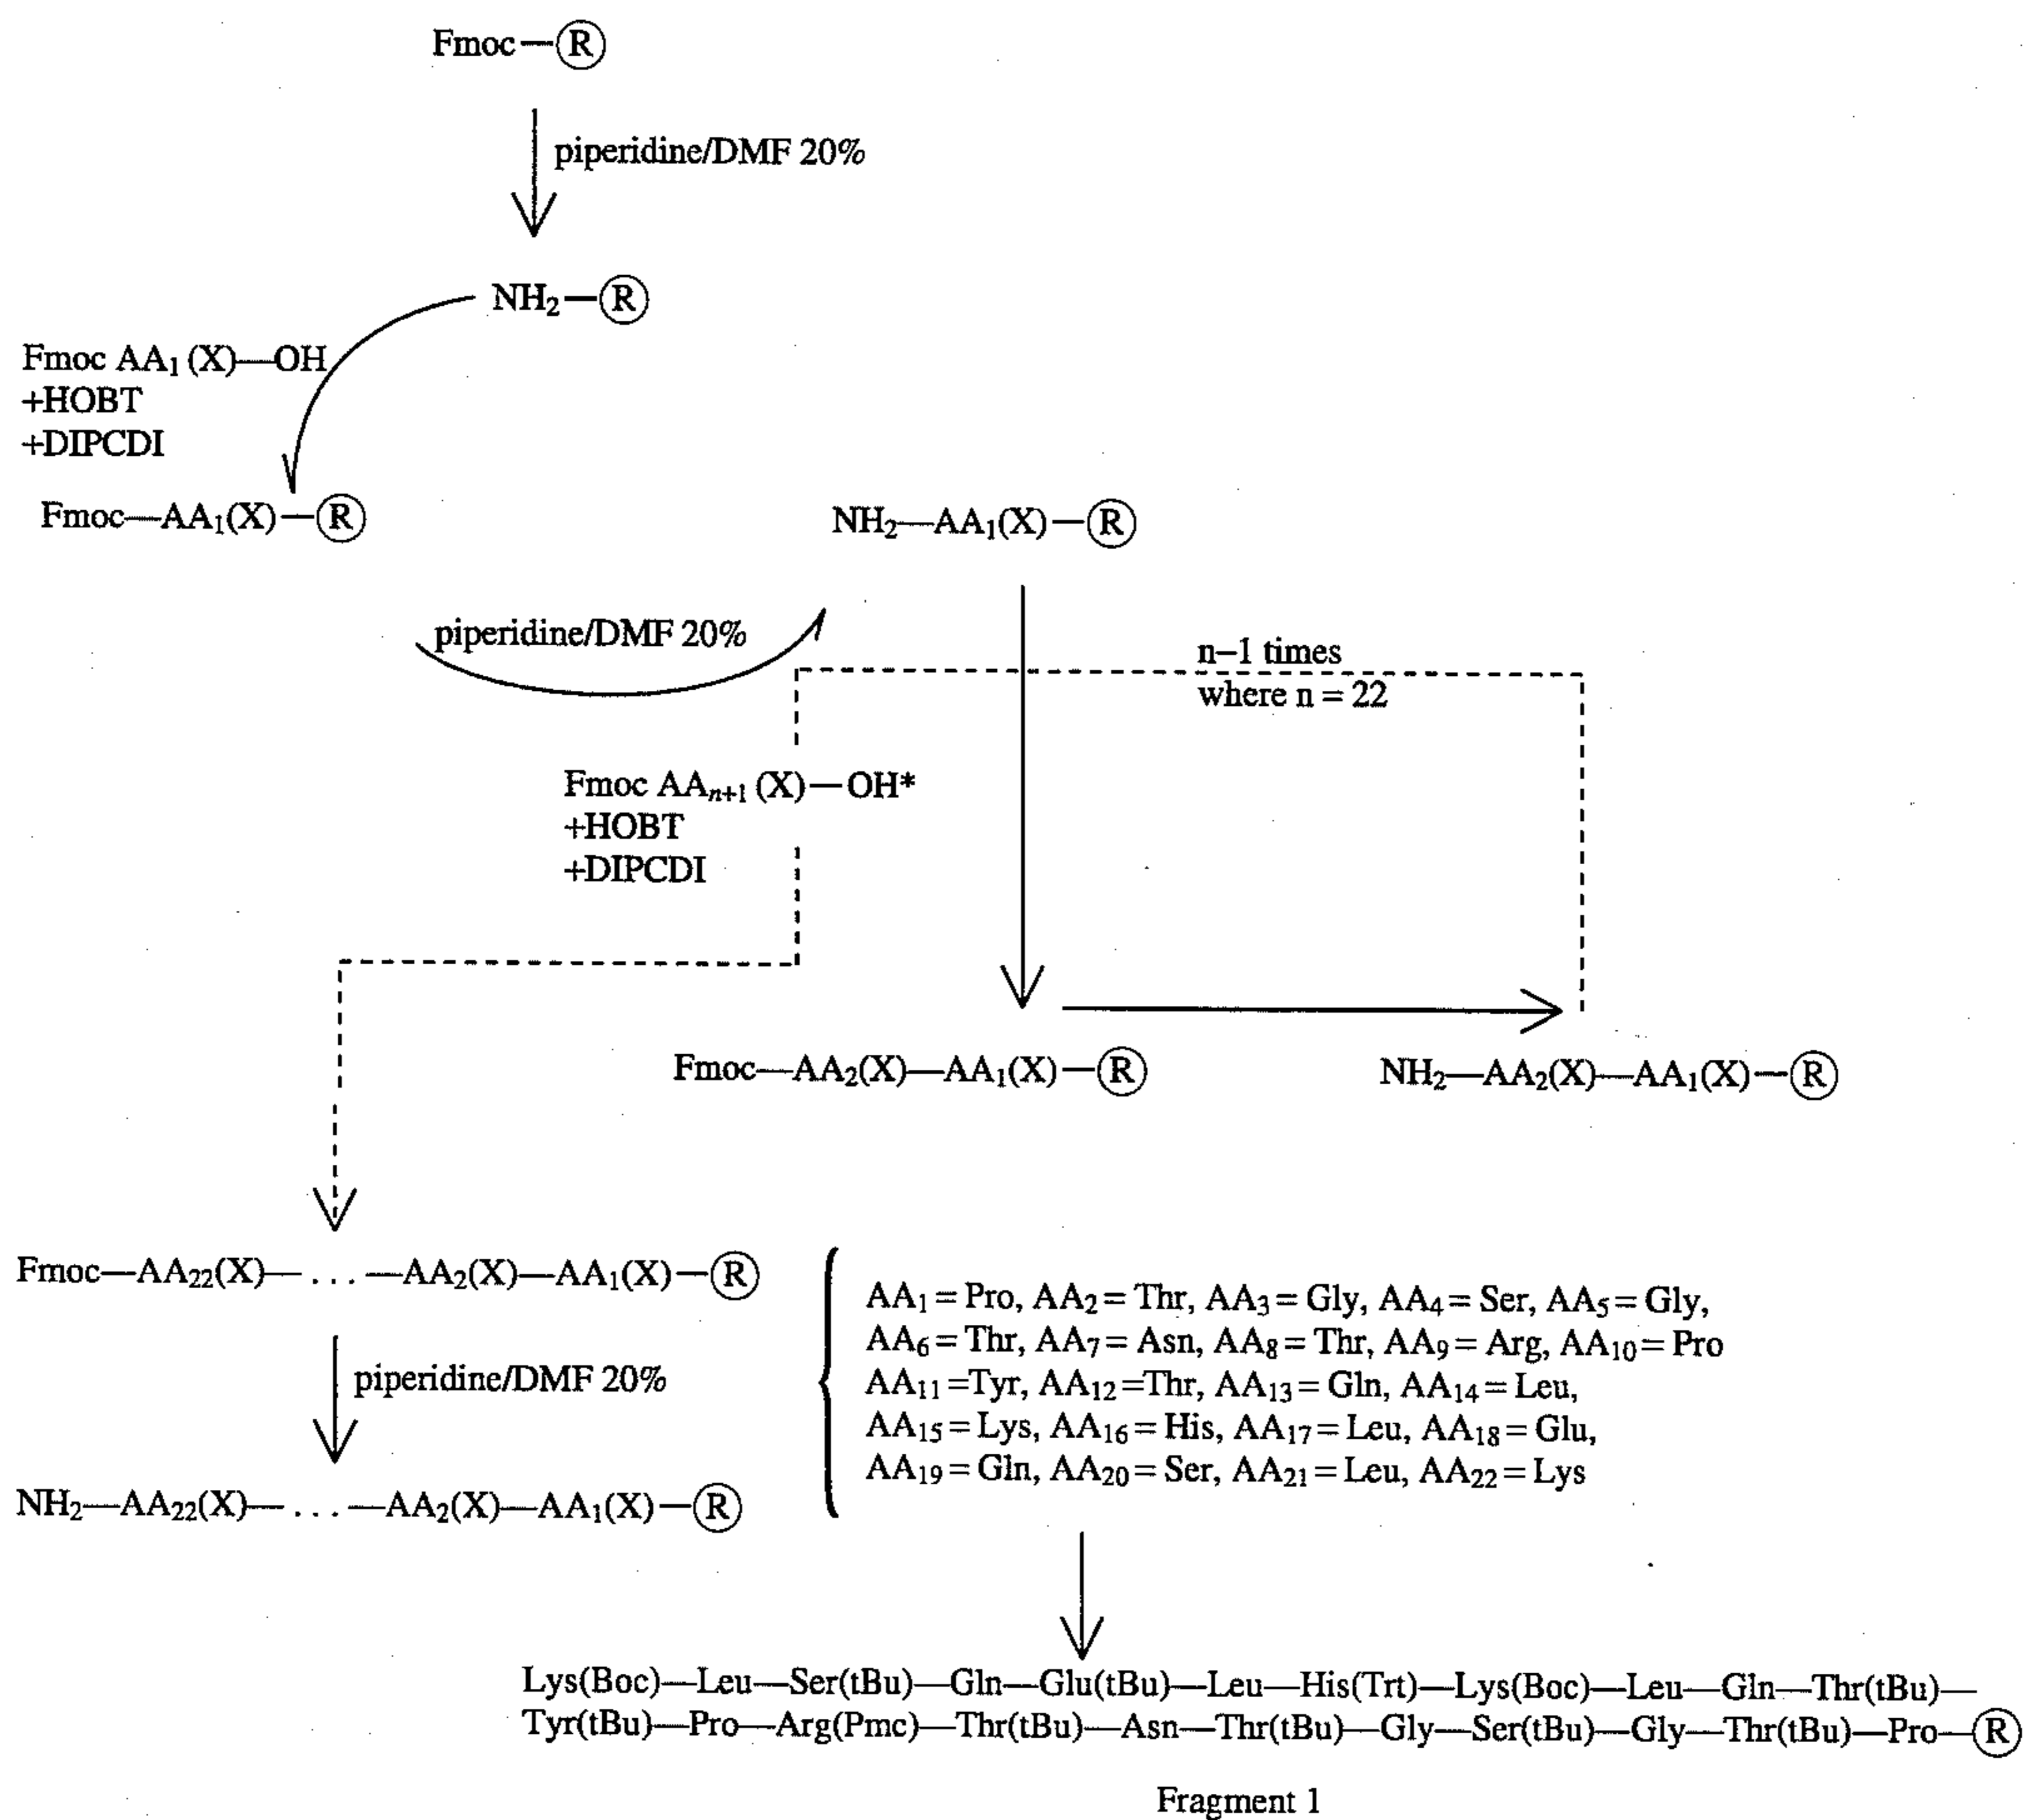 Fmoc—Ⓡ
piperidine/DMF 20%
NH₂—Ⓡ
Fmoc AA₁ (X)—OH
+HOBT
+DIPCDI
Fmoc—AA₁(X)—Ⓡ
NH₂—AA₁(X)—Ⓡ
piperidine/DMF 20%
n–1 times
where n = 22
Fmoc AAₙ₊₁ (X)—OH*
+HOBT
+DIPCDI
Fmoc—AA₂(X)—AA₁(X)—Ⓡ
NH₂—AA₂(X)—AA₁(X)—Ⓡ
Fmoc—AA₂₂(X)— . . . —AA₂(X)—AA₁(X)—Ⓡ
piperidine/DMF 20%
NH₂—AA₂₂(X)— . . . —AA₂(X)—AA₁(X)—Ⓡ
AA₁ = Pro, AA₂ = Thr, AA₃ = Gly, AA₄ = Ser, AA₅ = Gly,
AA₆ = Thr, AA₇ = Asn, AA₈ = Thr, AA₉ = Arg, AA₁₀ = Pro
AA₁₁ =Tyr, AA₁₂ =Thr, AA₁₃ = Gln, AA₁₄ = Leu,
AA₁₅ = Lys, AA₁₆ = His, AA₁₇ = Leu, AA₁₈ = Glu,
AA₁₉ = Gln, AA₂₀ = Ser, AA₂₁ = Leu, AA₂₂ = Lys
Lys(Boc)—Leu—Ser(tBu)—Gln—Glu(tBu)—Leu—His(Trt)—Lys(Boc)—Leu—Gln—Thr(tBu)—
Tyr(tBu)—Pro—Arg(Pmc)—Thr(tBu)—Asn—Thr(tBu)—Gly—Ser(tBu)—Gly—Thr(tBu)—Pro—Ⓡ
Fragment 1